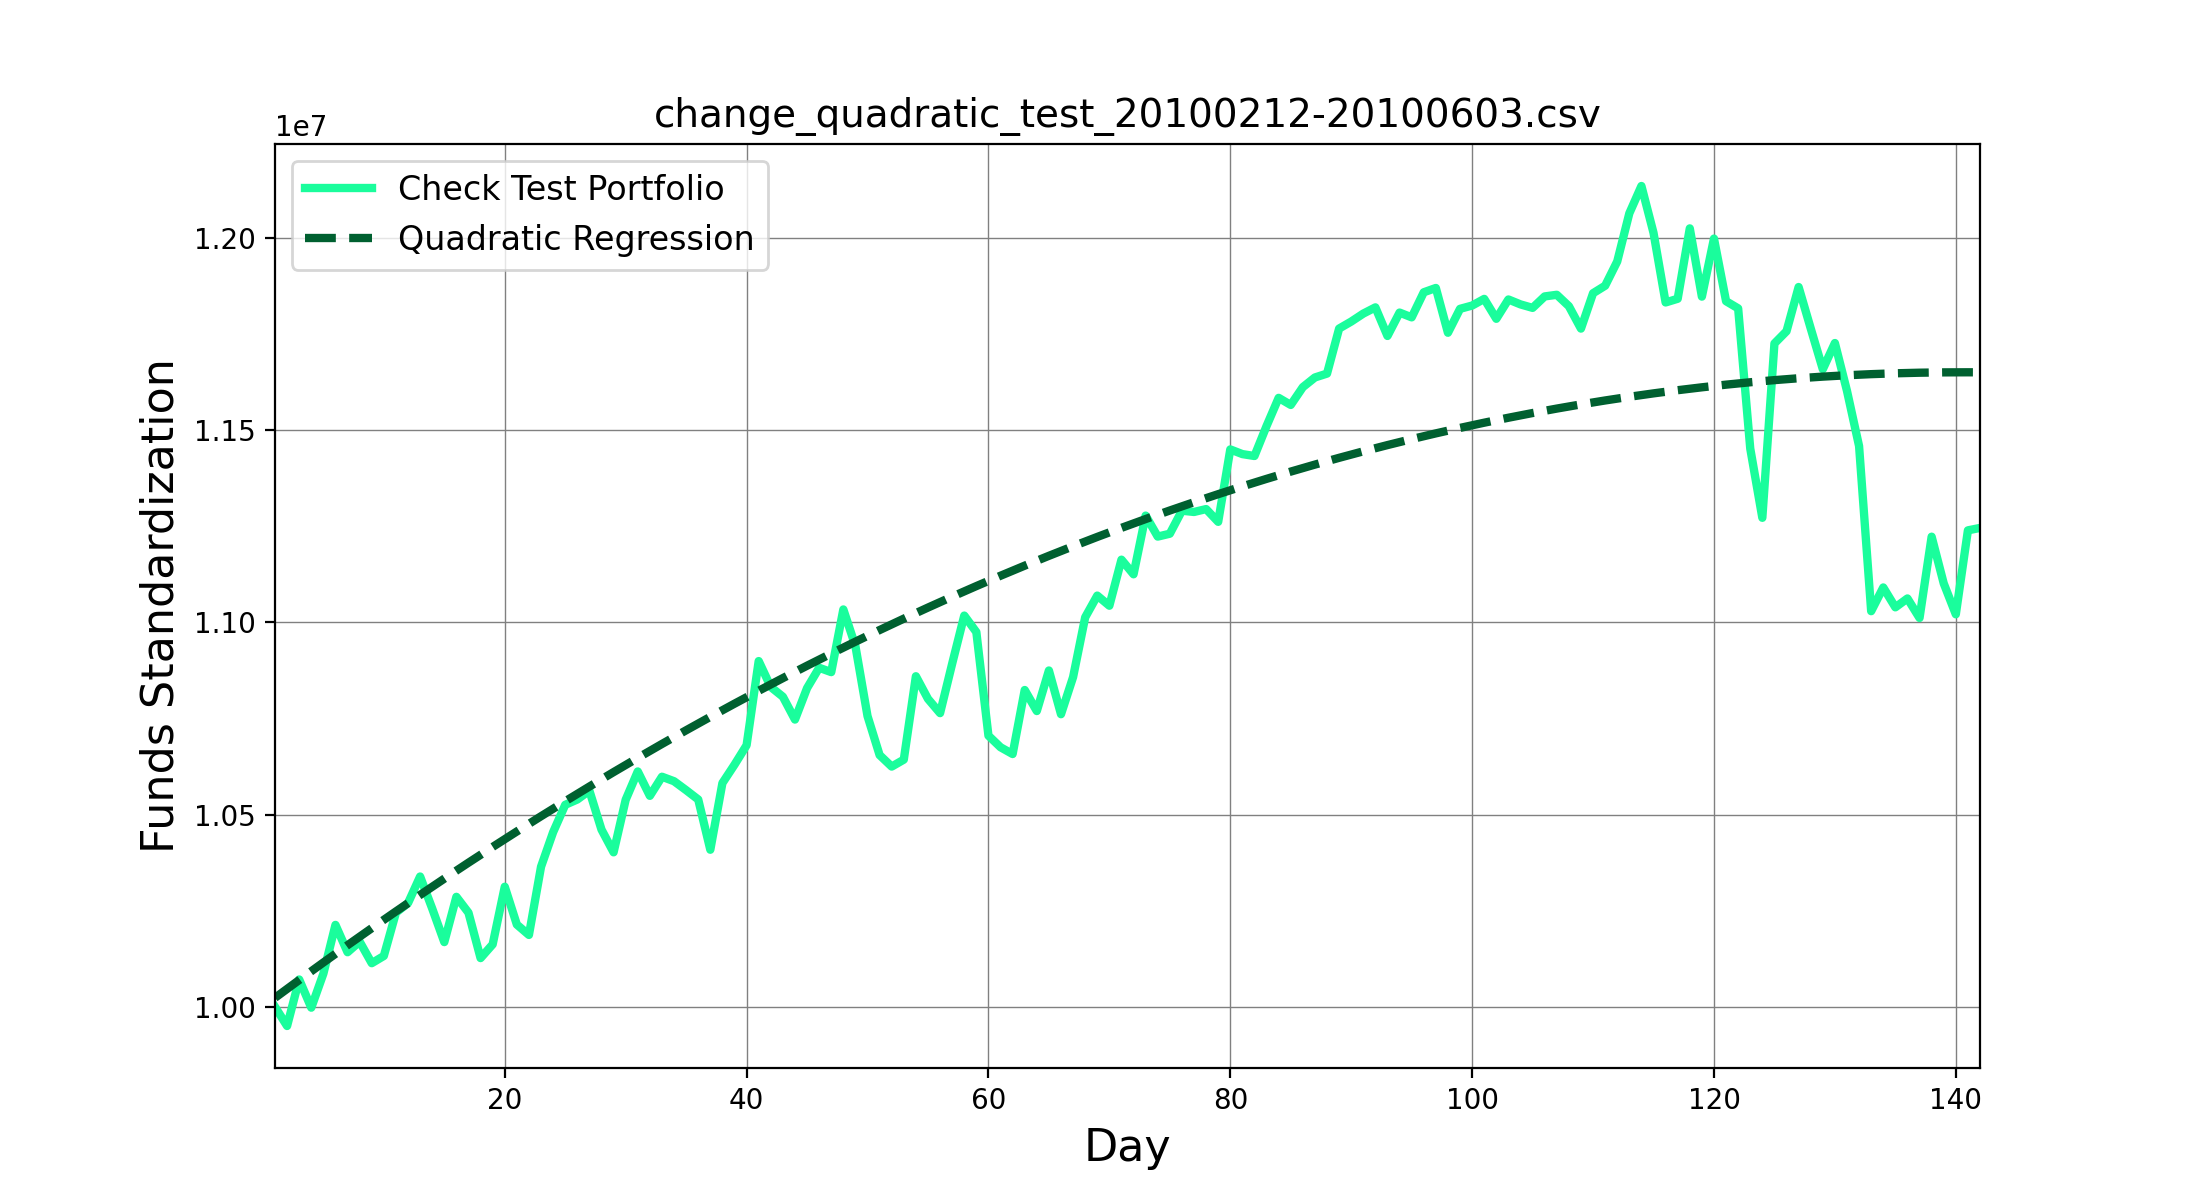 change_quadratic_test_20100212-20100603.csv
1e7
Check Test Portfolio
Quadratic Regression
Funds Standardization
1.20
1.15
1.10
1.05
1.00
20 40 60 80 100 120 140
Day